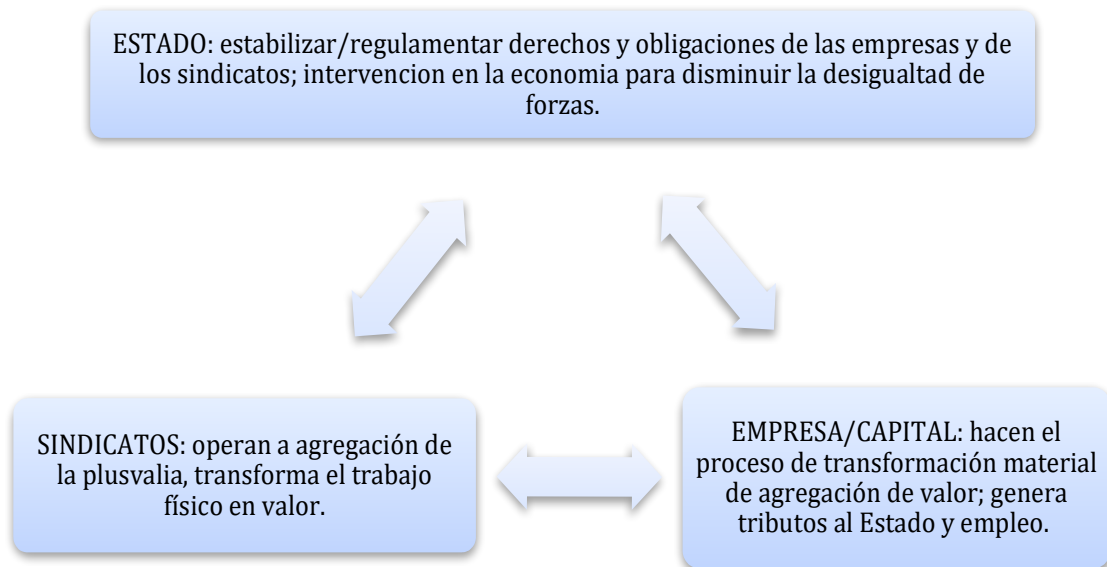 ESTADO: estabilizar/regulamentar derechos y obligaciones de las empresas y de
los sindicatos; intervencion en la economia para disminuir la desigualtad de
forzas.
SINDICATOS: operan a agregación de
la plusvalia, transforma el trabajo
físico en valor.
EMPRESA/CAPITAL: hacen el
proceso de transformación material
de agregación de valor; genera
tributos al Estado y empleo.